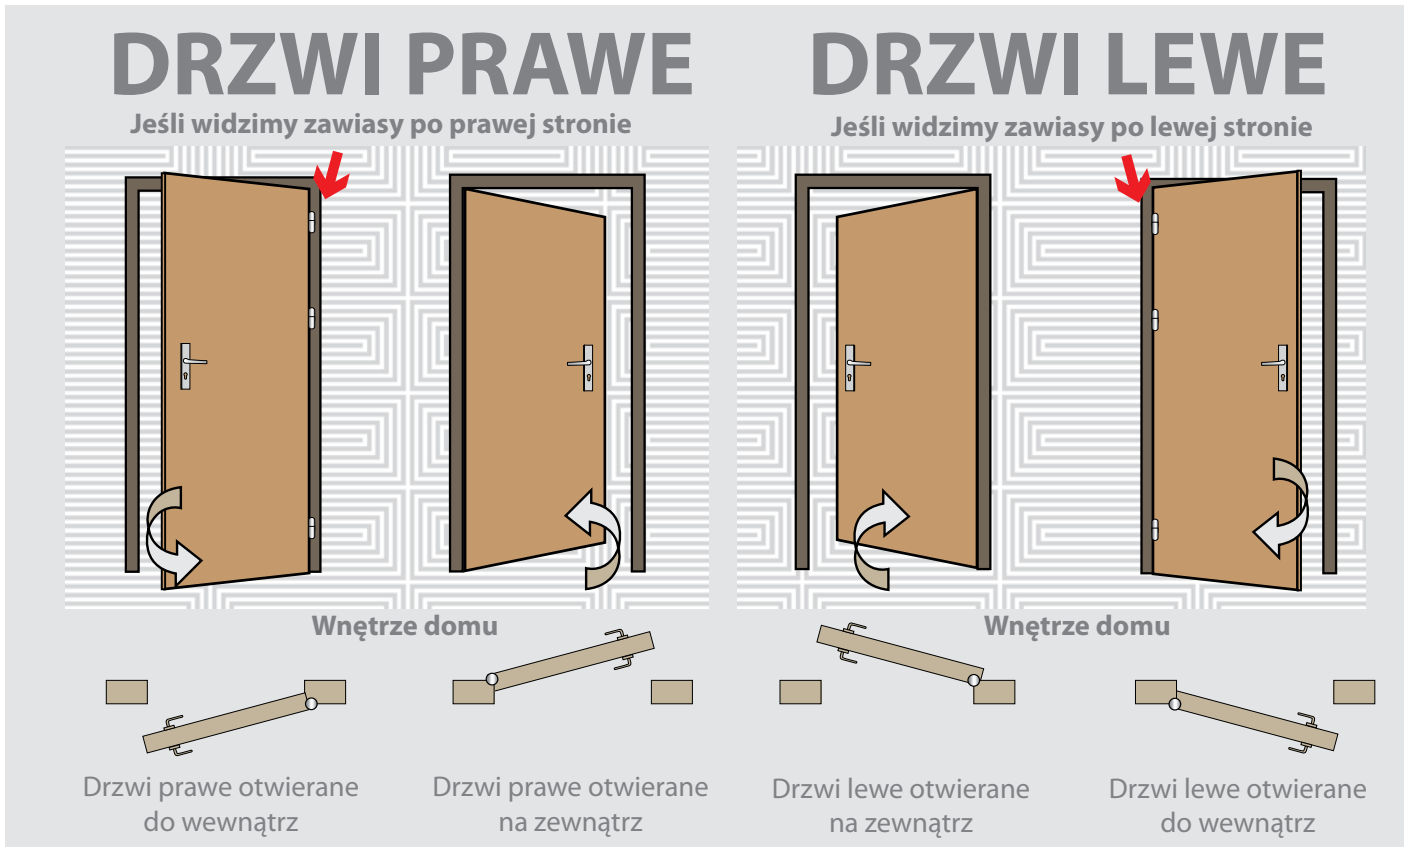 DRZWI PRAWE
Jeśli widzimy zawiasy po prawej stronie
Wnętrze domu
Drzwi prawe otwierane
do wewnątrz
Drzwi prawe otwierane
na zewnątrz
DRZWI LEWE
Jeśli widzimy zawiasy po lewej stronie
Wnętrze domu
Drzwi lewe otwierane
na zewnątrz
Drzwi lewe otwierane
do wewnątrz